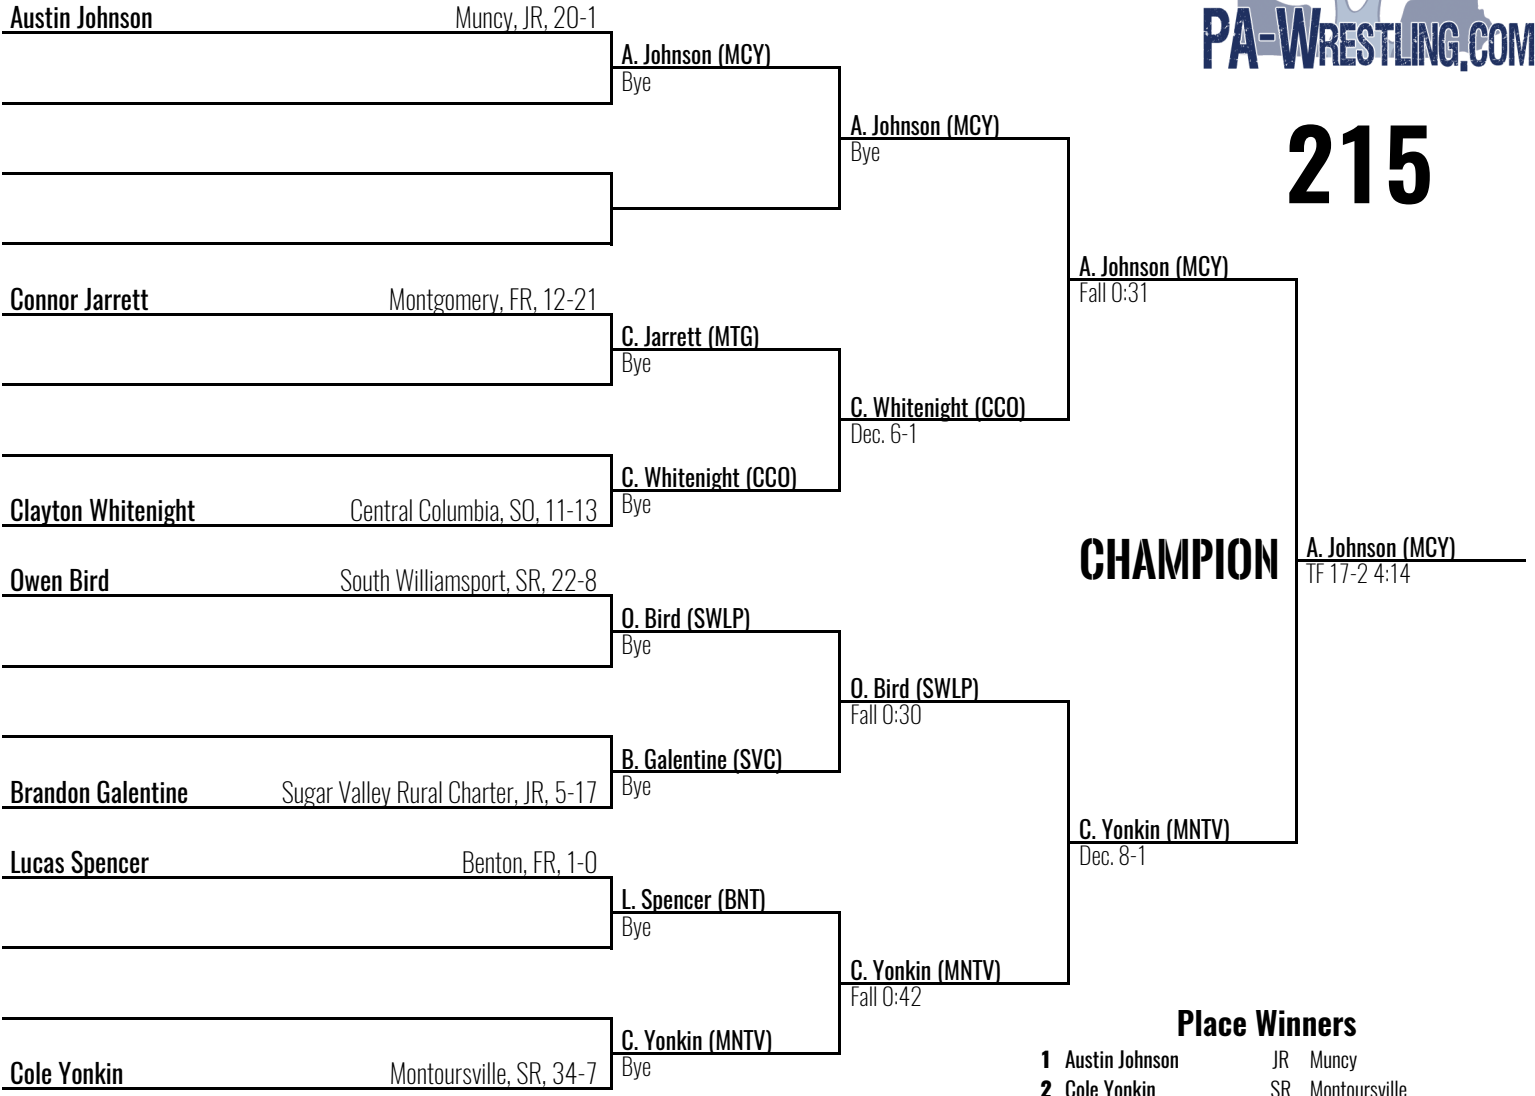 Austin Johnson Muncy, JR, 20-1
PA-WRESTLING.COM
A. Johnson (MCY)
Bye
A. Johnson (MCY)
Bye
215
A. Johnson (MCY)
Fall 0:31
Connor Jarrett Montgomery, FR, 12-21
C. Jarrett (MTG)
Bye
C. Whitenight (CCO)
Dec. 6-1
C. Whitenight (CCO)
Bye
Clayton Whitenight Central Columbia, SO, 11-13
CHAMPION
A. Johnson (MCY)
TF 17-2 4:14
Owen Bird South Williamsport, SR, 22-8
O. Bird (SWLP)
Bye
O. Bird (SWLP)
Fall 0:30
B. Galentine (SVC)
Bye
Brandon Galentine Sugar Valley Rural Charter, JR, 5-17
C. Yonkin (MNTV)
Dec. 8-1
Lucas Spencer Benton, FR, 1-0
L. Spencer (BNT)
Bye
C. Yonkin (MNTV)
Fall 0:42
C. Yonkin (MNTV)
Bye
Cole Yonkin Montoursville, SR, 34-7
Place Winners
1 Austin Johnson JR Muncy
2 Cole Yonkin SR Montoursville